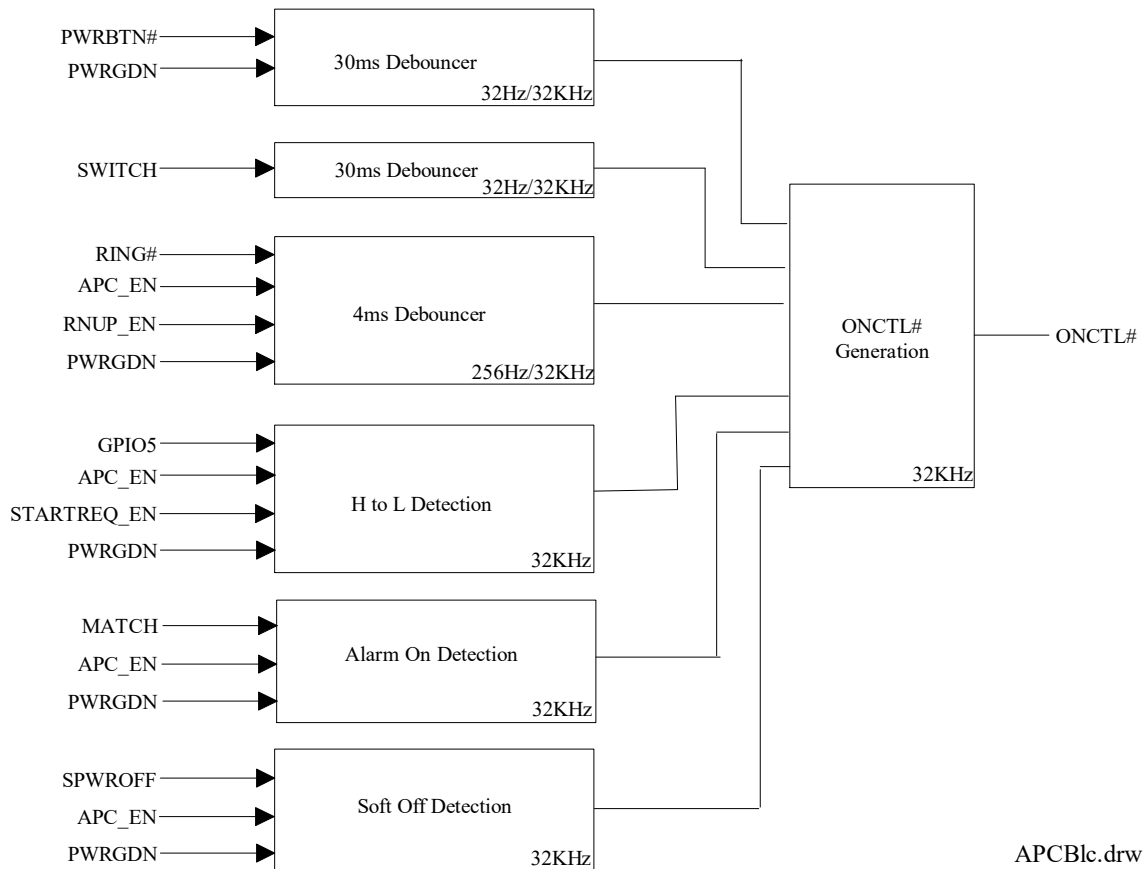 PWRBTN#
PWRGDN
30ms Debouncer
32Hz/32KHz
SWITCH
30ms Debouncer
32Hz/32KHz
RING#
APC_EN
RNUP_EN
PWRGDN
4ms Debouncer
256Hz/32KHz
GPIO5
APC_EN
STARTREQ_EN
PWRGDN
H to L Detection
32KHz
MATCH
APC_EN
PWRGDN
Alarm On Detection
32KHz
SPWROFF
APC_EN
PWRGDN
Soft Off Detection
32KHz
ONCTL#
Generation
32KHz
ONCTL#
APCBlc.drw